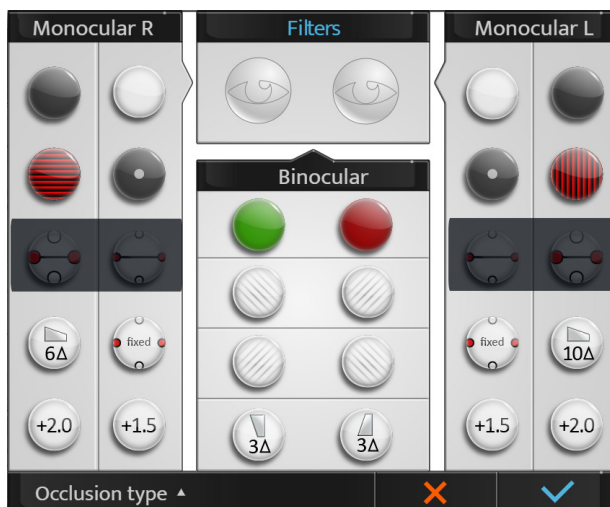 Monocular R
Filters
Monocular L
Binocular
6Δ
fixed
fixed
10Δ
+2.0
+1.5
3Δ
3Δ
+1.5
+2.0
Occlusion type